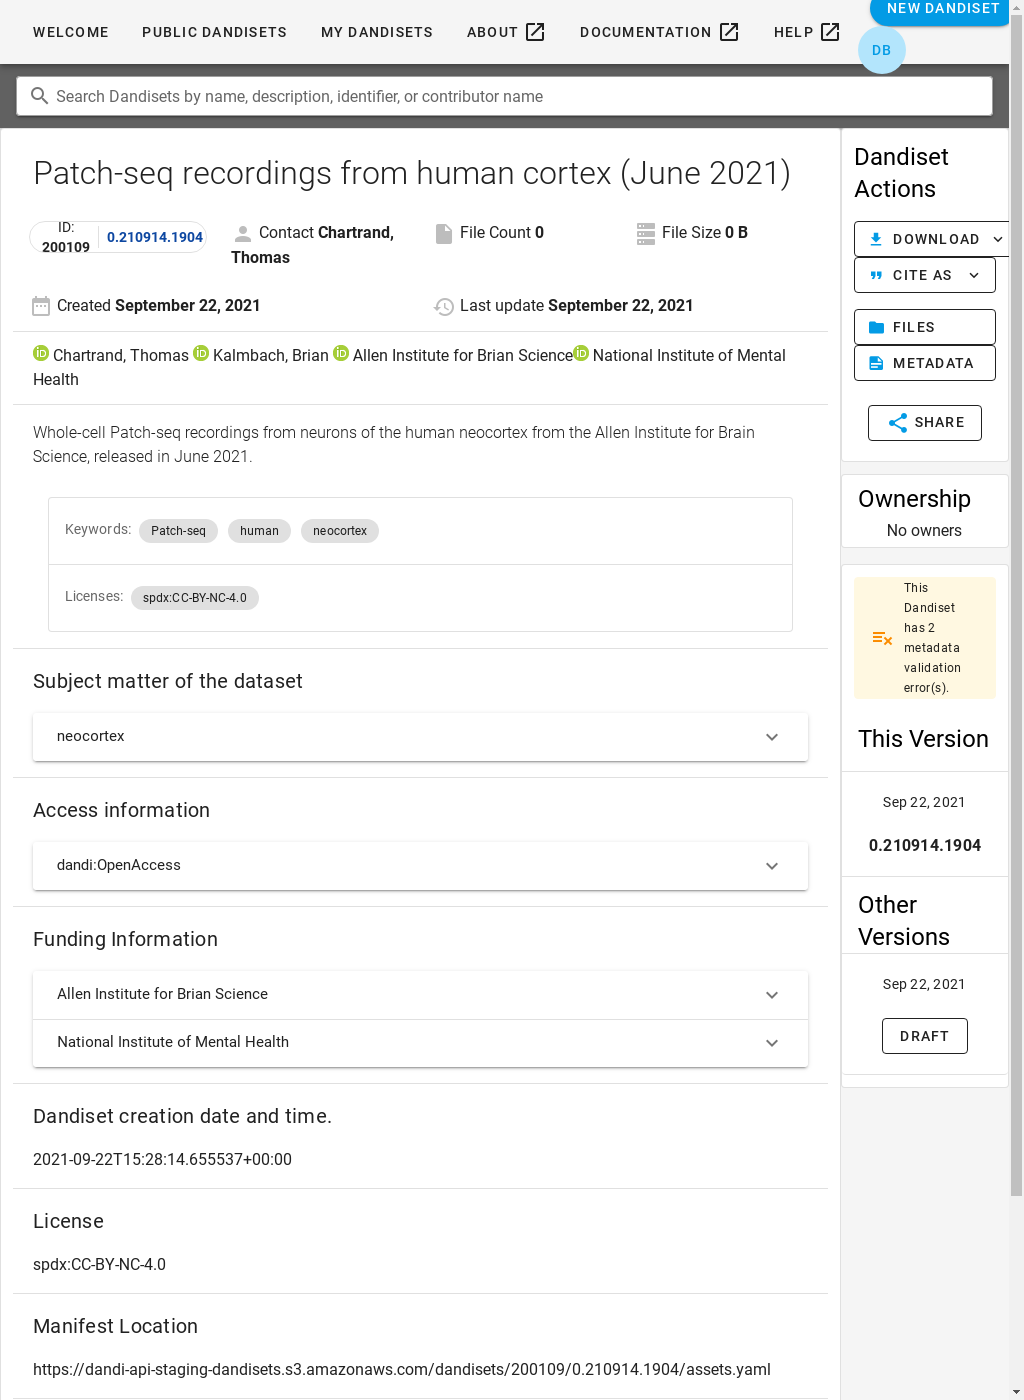 WELCOME
PUBLIC DANDISETS
MY DANDISETS
ABOUT
DOCUMENTATION
HELP
NEW DANDISET
DB
Search Dandisets by name, description, identifier, or contributor name
Patch-seq recordings from human cortex (June 2021)
ID: 200109
0.210914.1904
Contact Chartrand, Thomas
File Count 0
File Size 0 B
Created September 22, 2021
Last update September 22, 2021
iD Chartrand, Thomas iD Kalmbach, Brian iD Allen Institute for Brian Science iD National Institute of Mental
Health
Whole-cell Patch-seq recordings from neurons of the human neocortex from the Allen Institute for Brain
Science, released in June 2021.
Keywords: Patch-seq human neocortex
Licenses: spdx:CC-BY-NC-4.0
Subject matter of the dataset
neocortex
Access information
dandi:OpenAccess
Funding Information
Allen Institute for Brian Science
National Institute of Mental Health
Dandiset creation date and time.
2021-09-22T15:28:14.655537+00:00
License
spdx:CC-BY-NC-4.0
Manifest Location
https://dandi-api-staging-dandisets.s3.amazonaws.com/dandisets/200109/0.210914.1904/assets.yaml
Dandiset
Actions
DOWNLOAD
CITE AS
FILES
METADATA
SHARE
Ownership
No owners
This
Dandiset
has 2
metadata
validation
error(s).
This Version
Sep 22, 2021
0.210914.1904
Other
Versions
Sep 22, 2021
DRAFT